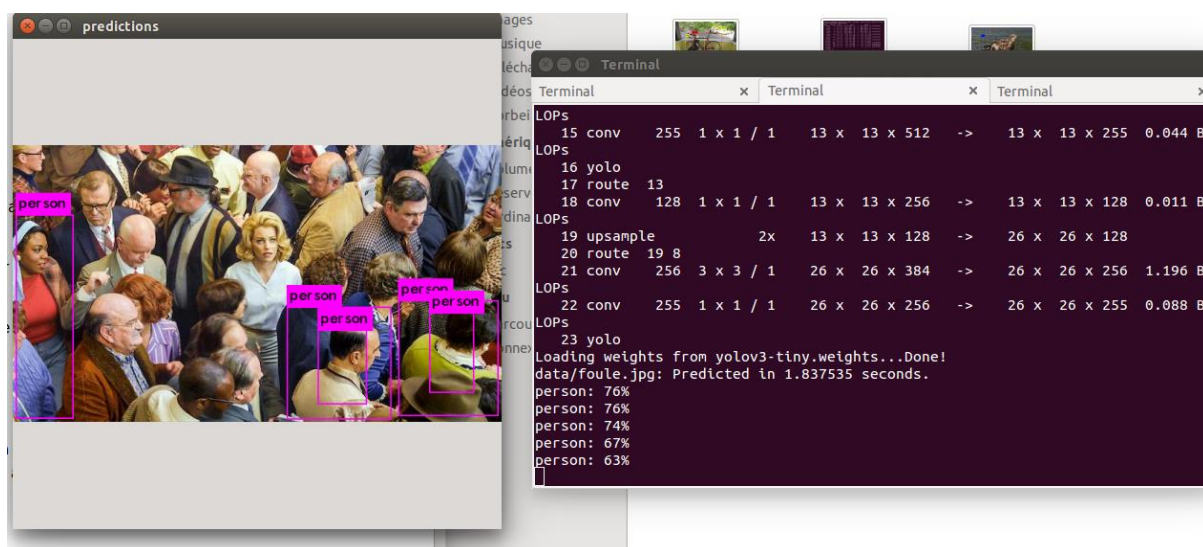 predictions
person
person
person
person
person
ages
usique
Terminal
Terminal
Terminal
Terminal
LOPs
15 conv 255 1 x 1 / 1 13 x 13 x 512 -> 13 x 13 x 255 0.044 B
LOPs
16 yolo
17 route 13
18 conv 128 1 x 1 / 1 13 x 13 x 256 -> 13 x 13 x 128 0.011 B
LOPs
19 upsample 2x 13 x 13 x 128 -> 26 x 26 x 128
20 route 19 8
21 conv 256 3 x 3 / 1 26 x 26 x 384 -> 26 x 26 x 256 1.196 B
LOPs
22 conv 255 1 x 1 / 1 26 x 26 x 256 -> 26 x 26 x 255 0.088 B
LOPs
23 yolo
Loading weights from yolov3-tiny.weights...Done!
data/foule.jpg: Predicted in 1.837535 seconds.
person: 76%
person: 76%
person: 74%
person: 67%
person: 63%